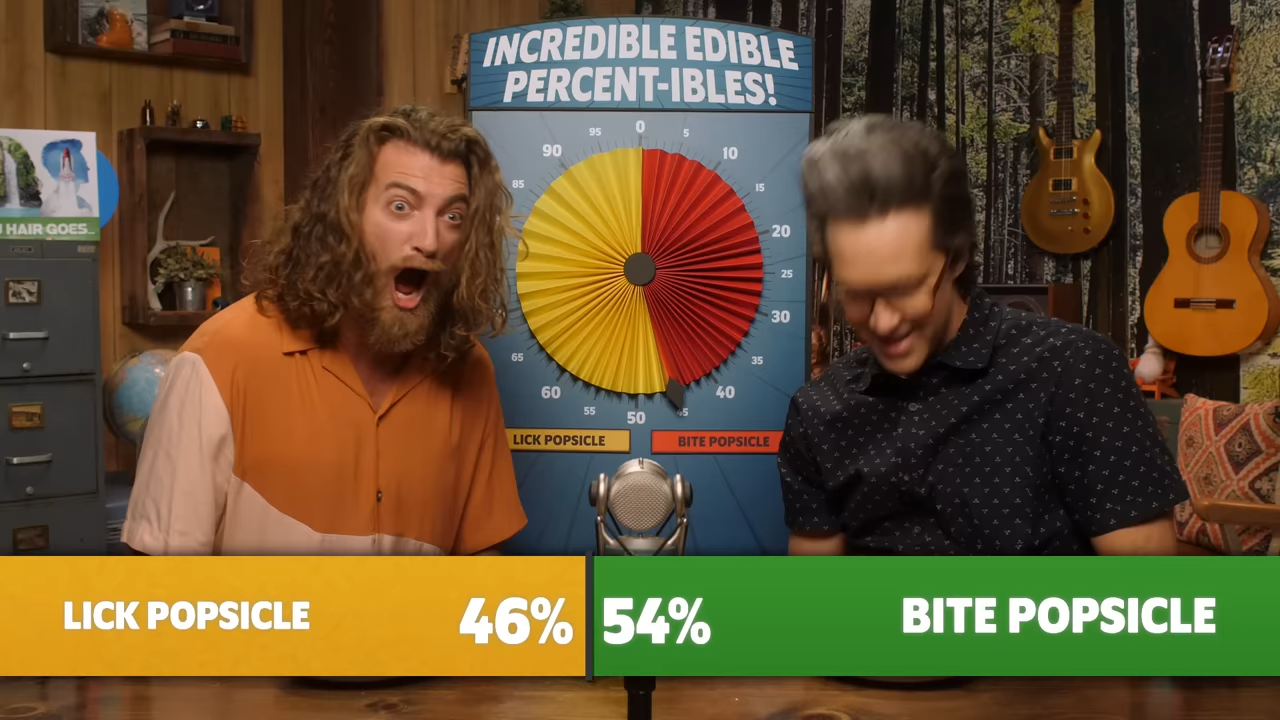 INCREDIBLE EDIBLE
PERCENT-IBLES!
0
95
5
90
10
85
15
20
25
30
65
35
60
40
55
45
50
HAIR GOES...
LICK POPSICLE
BITE POPSICLE
LICK POPSICLE
46%
54%
BITE POPSICLE